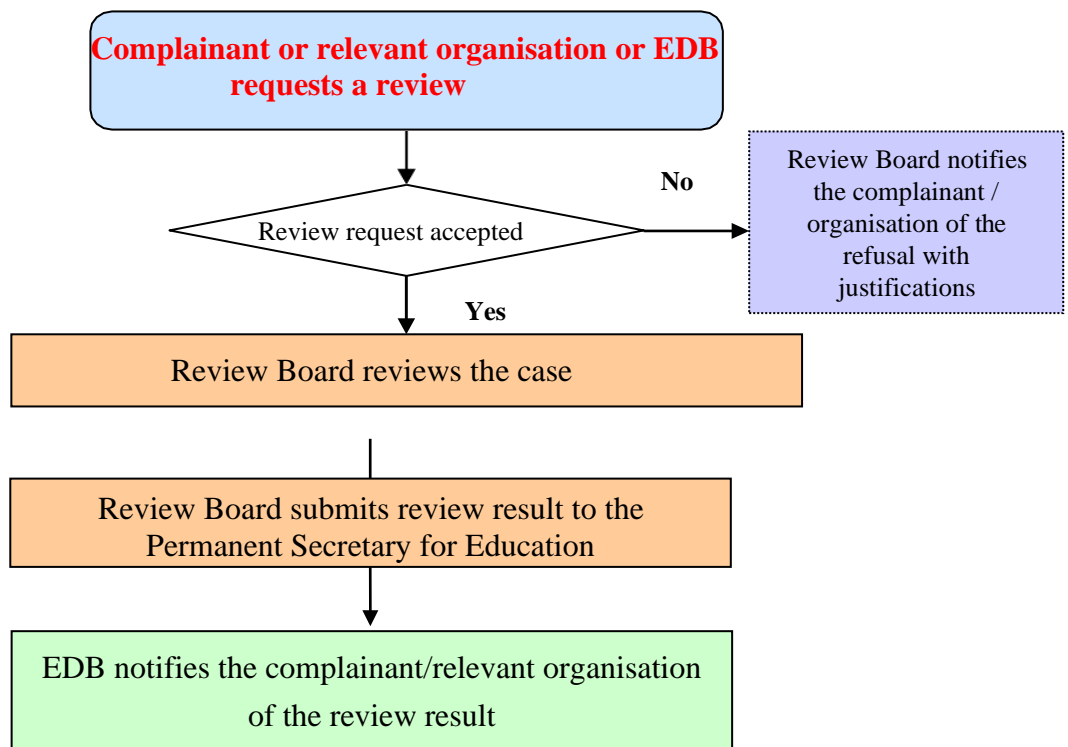 Complainant or relevant organisation or EDB
requests a review
No
Review Board notifies
the complainant /
organisation of the
refusal with
justifications
Review request accepted
Yes
Review Board reviews the case
Review Board submits review result to the
Permanent Secretary for Education
EDB notifies the complainant/relevant organisation
of the review result